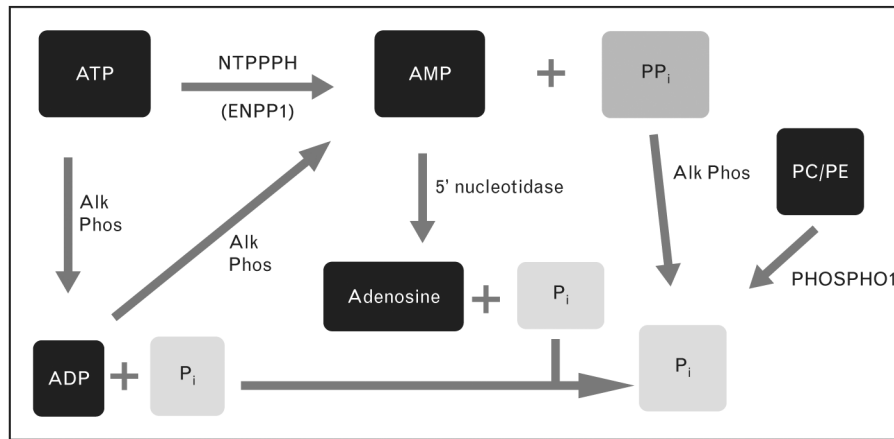 ATP
NTPPPH
(ENPP1)
AMP
+
PPi
Alk
Phos
Alk
Phos
5' nucleotidase
Alk Phos
PC/PE
PHOSPHO1
Adenosine
+
Pi
ADP
+
Pi
Pi